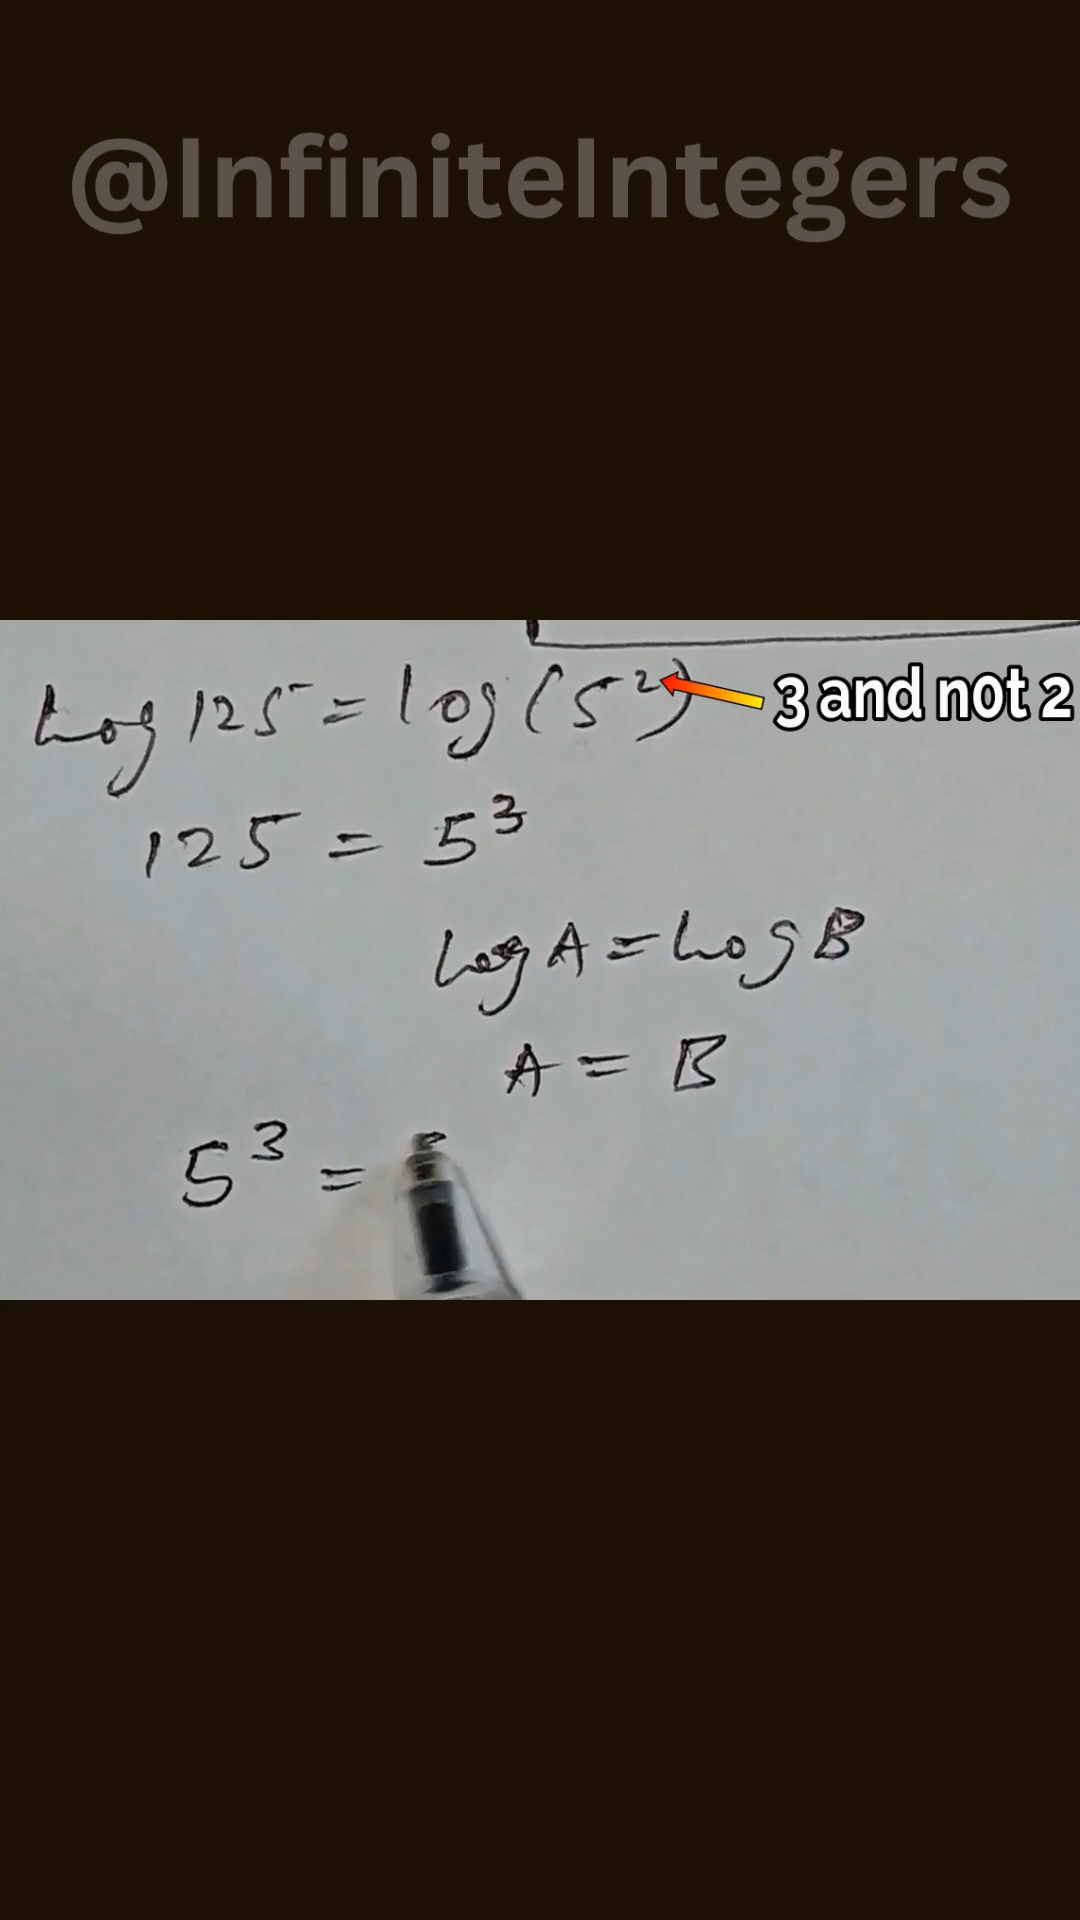 @InfiniteIntegers
log 125 = log (5²)
3 and not 2
125 = 5³
log A = log B
A = B
5³ =